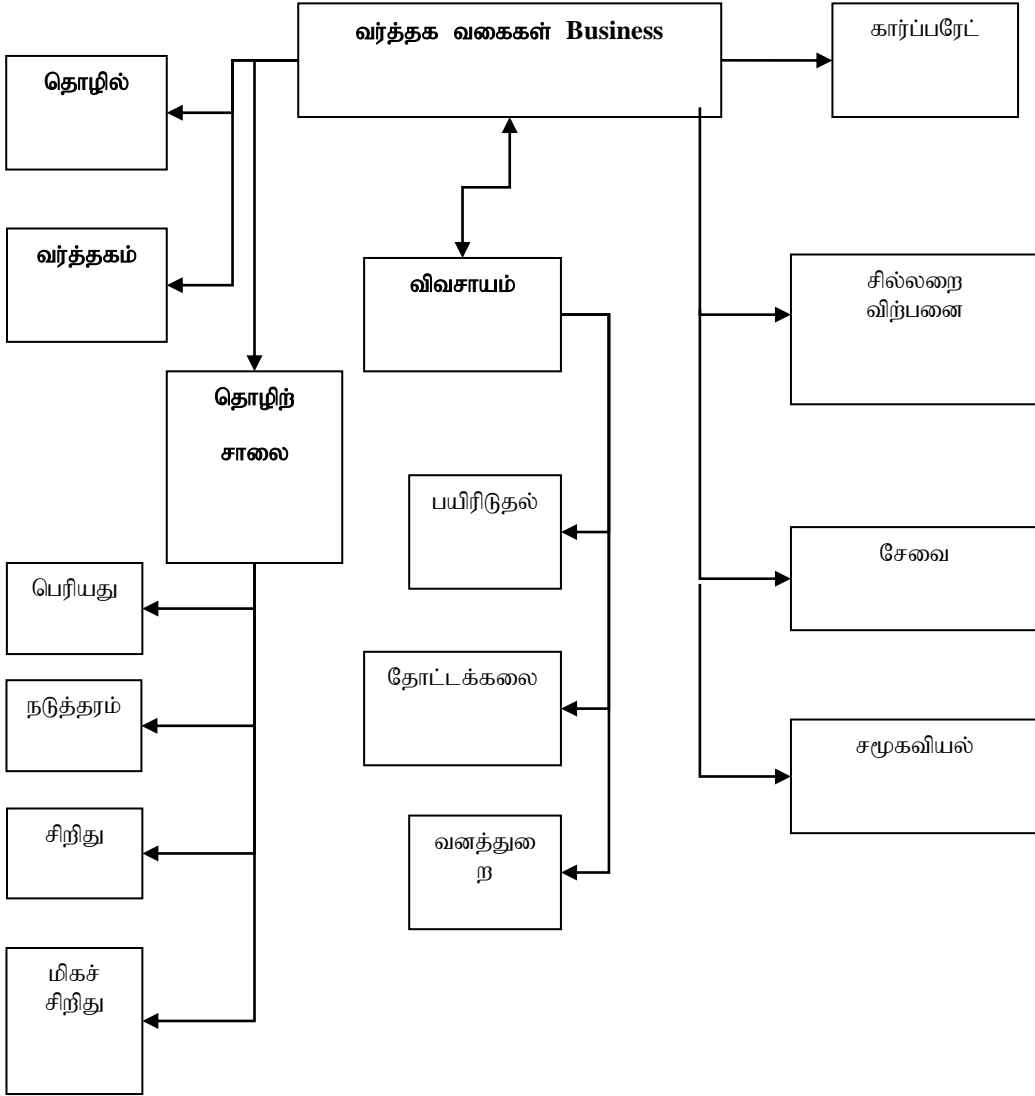 வர்த்தக வகைகள் Business
கார்ப்பரேட்
தொழில்
வர்த்தகம்
விவசாயம்
சில்லறை
விற்பனை
தொழிற்
சாலை
பயிரிடுதல்
சேவை
பெரியது
தோட்டக்கலை
நடுத்தரம்
சமூகவியல்
சிறிது
வனத்துறை
மிகச்
சிறிது